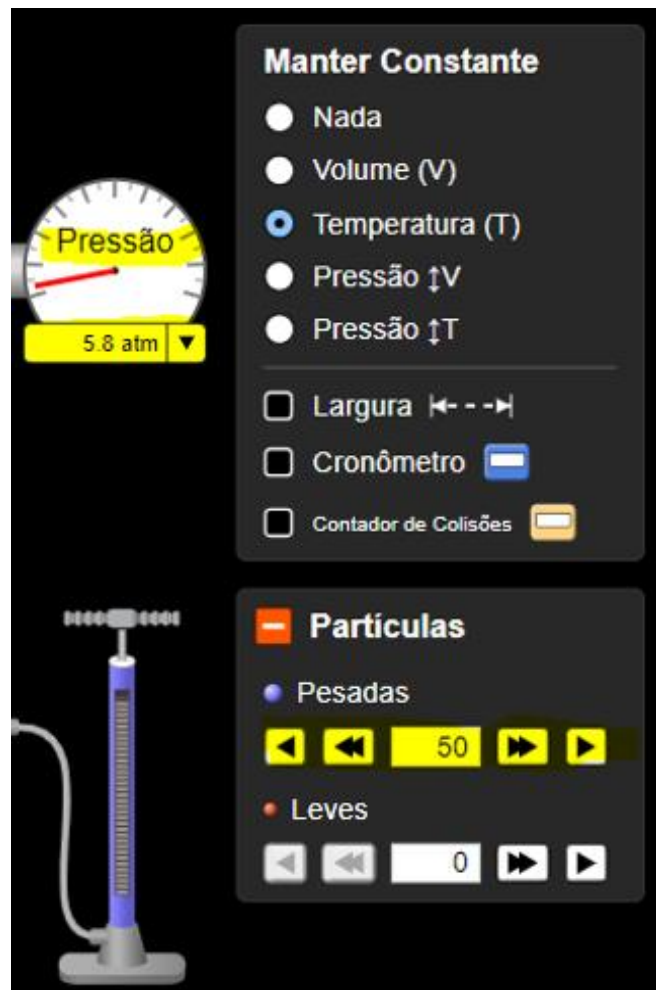 Manter Constante
Nada
Volume (V)
Temperatura (T)
Pressão ↕V
Pressão ↕T
Pressão
5.8 atm
Largura
Cronômetro
Contador de Colisões
Partículas
Pesadas
50
Leves
0